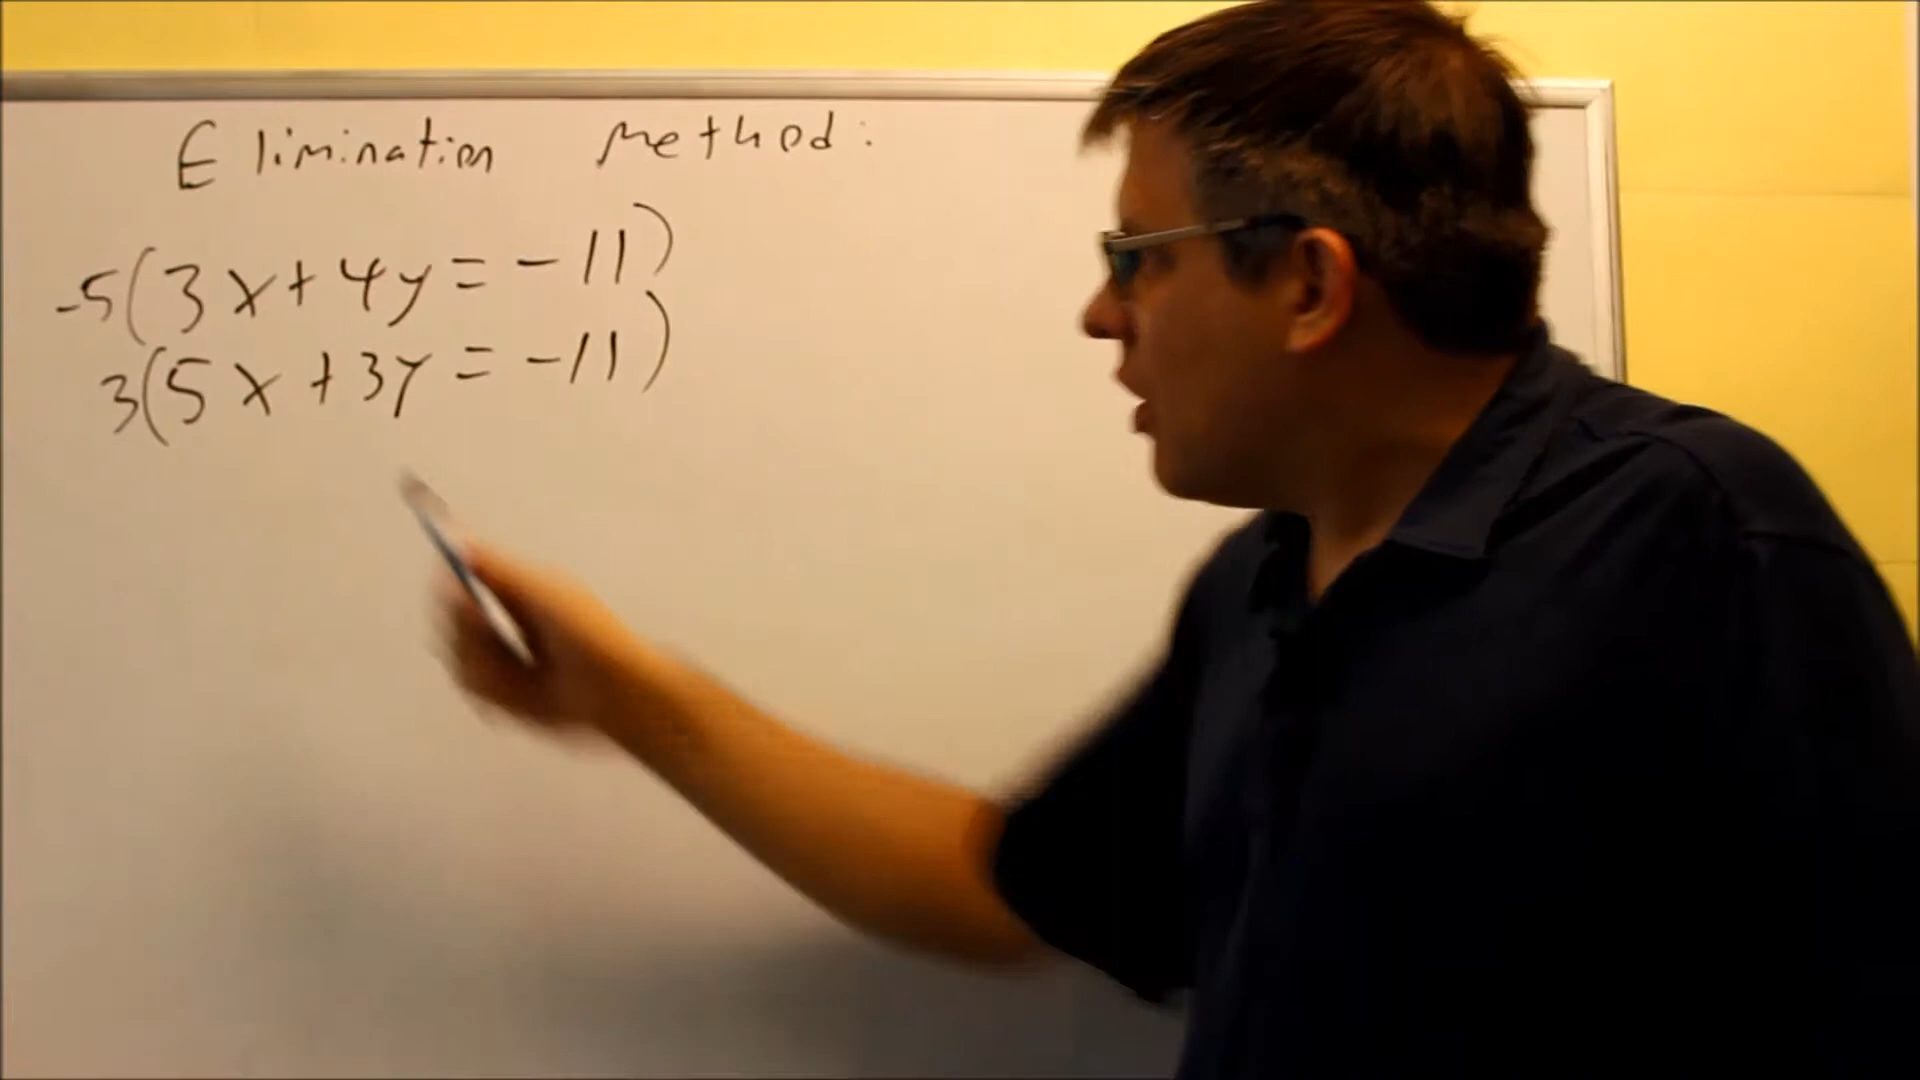 Elimination Method:
-5(3x+4y=-11)
3(5x+3y=-11)